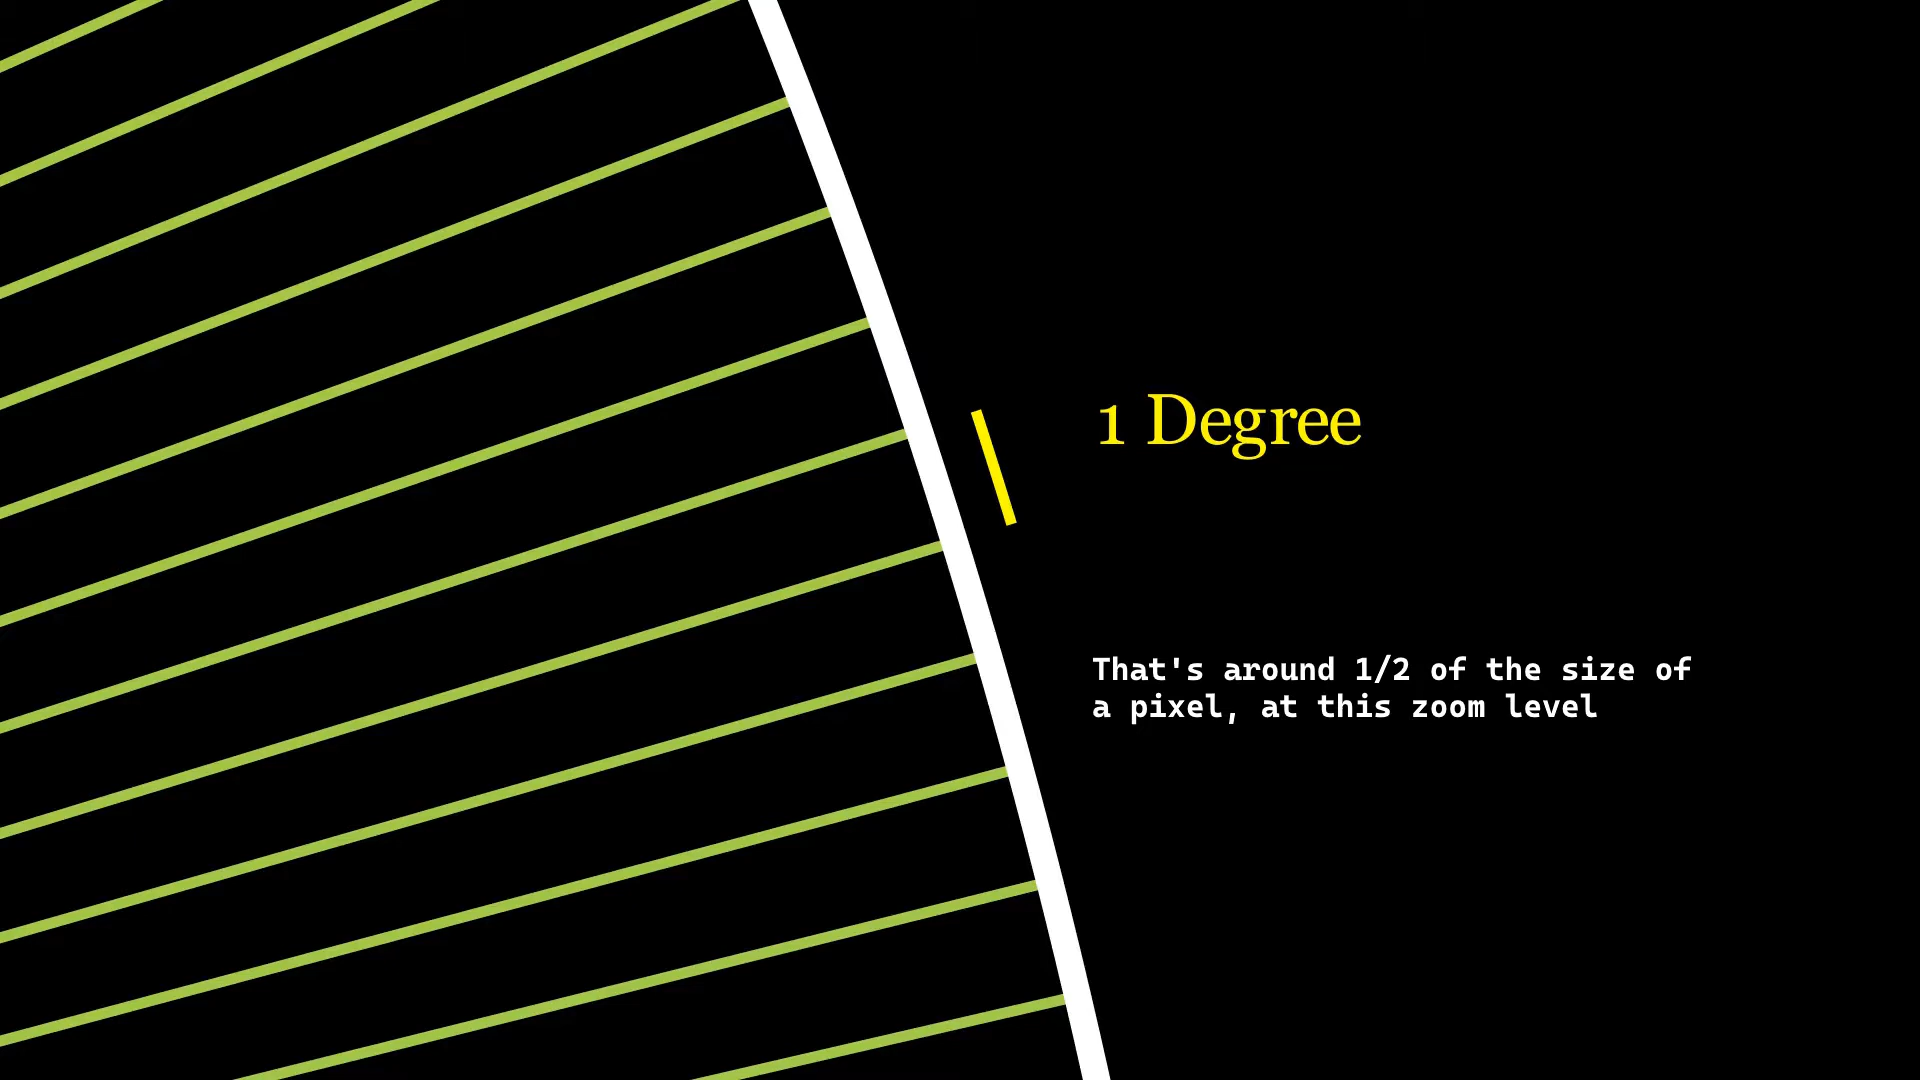 1 Degree
That's around 1/2 of the size of
a pixel, at this zoom level